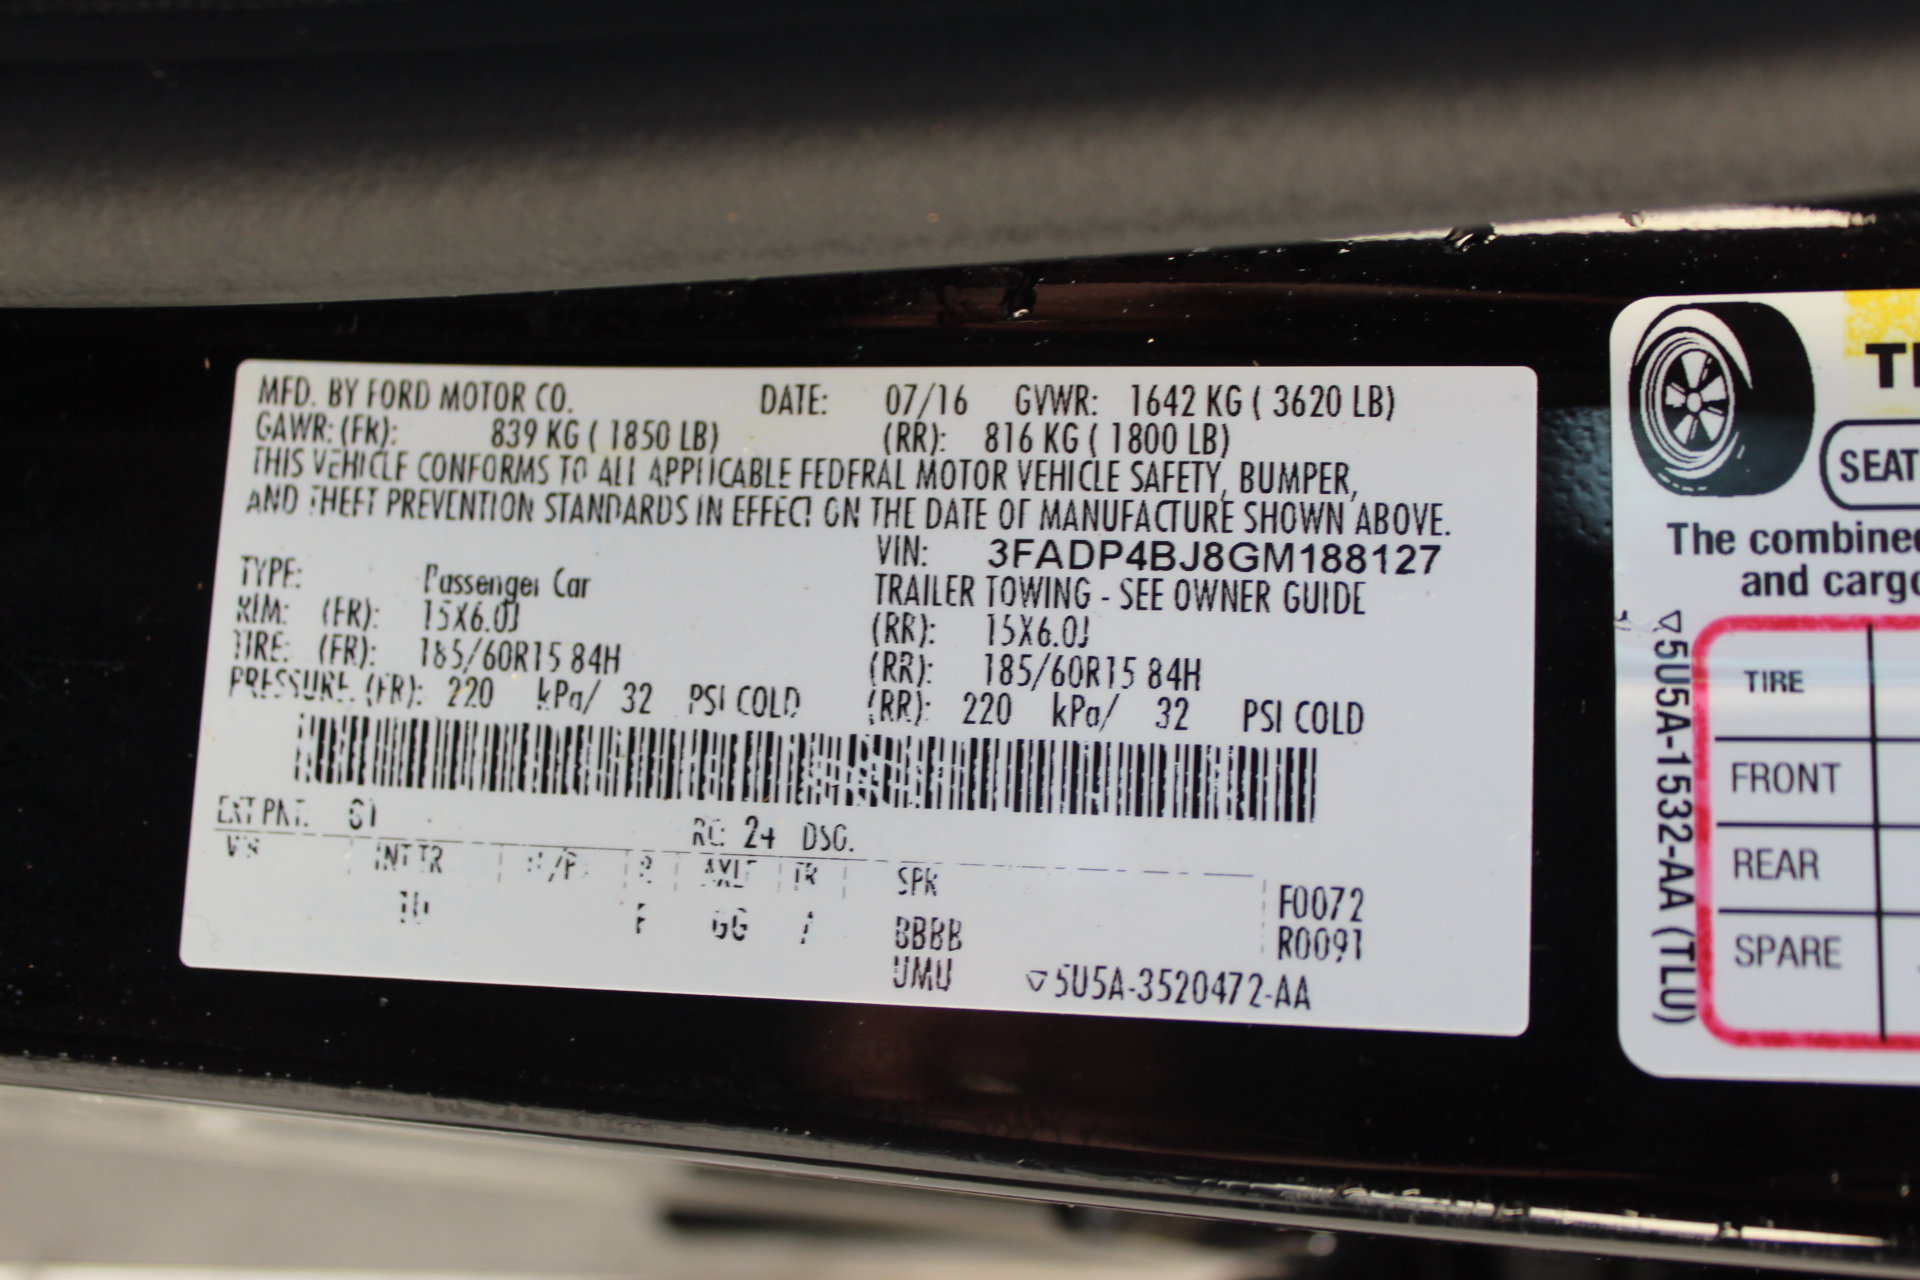 MFD. BY FORD MOTOR CO. DATE: 07/16 GVWR: 1642 KG ( 3620 LB)
GAWR: (FR): 839 KG ( 1850 LB) (RR): 816 KG ( 1800 LB)
THIS VEHICLE CONFORMS TO ALL APPLICABLE FEDERAL MOTOR VEHICLE SAFETY, BUMPER,
AND THEFT PREVENTION STANDARDS IN EFFECT ON THE DATE OF MANUFACTURE SHOWN ABOVE.
VIN: 3FADP4BJ8GM188127
TYPE: Passenger Car TRAILER TOWING - SEE OWNER GUIDE
RIM: (FR): 15X6.0J (RR): 15X6.0J
TIRE: (FR): 185/60R15 84H (RR): 185/60R15 84H
PRESSURE: (FR): 220 kPa/ 32 PSI COLD (RR): 220 kPa/ 32 PSI COLD
EXT PNT: G1 RC: 24 DSO:
INT TR R AXLE TR SPR
F GG BBBB
UMU
F0072
R0091
▽5U5A-3520472-AA
SEAT
The combined
and cargo
▽5U5A-1532-AA (TLU)
TIRE
FRONT
REAR
SPARE